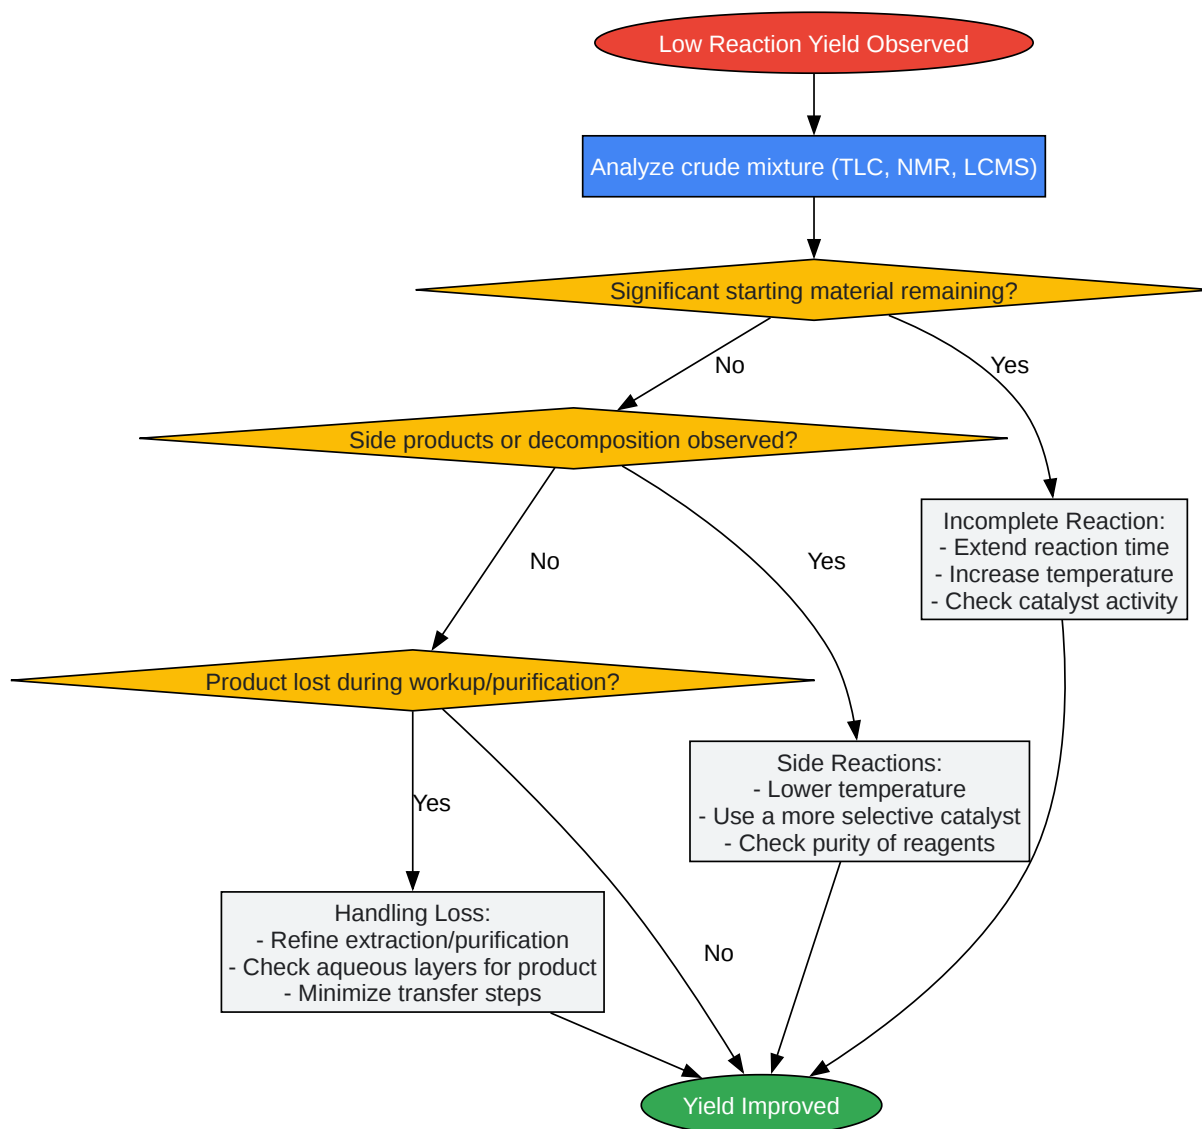 Low Reaction Yield Observed
Analyze crude mixture (TLC, NMR, LCMS)
Significant starting material remaining?
No
Yes
Side products or decomposition observed?
Incomplete Reaction:
- Extend reaction time
- Increase temperature
- Check catalyst activity
No
Yes
Product lost during workup/purification?
Side Reactions:
- Lower temperature
- Use a more selective catalyst
- Check purity of reagents
Yes
Handling Loss:
- Refine extraction/purification
- Check aqueous layers for product
- Minimize transfer steps
No
Yield Improved